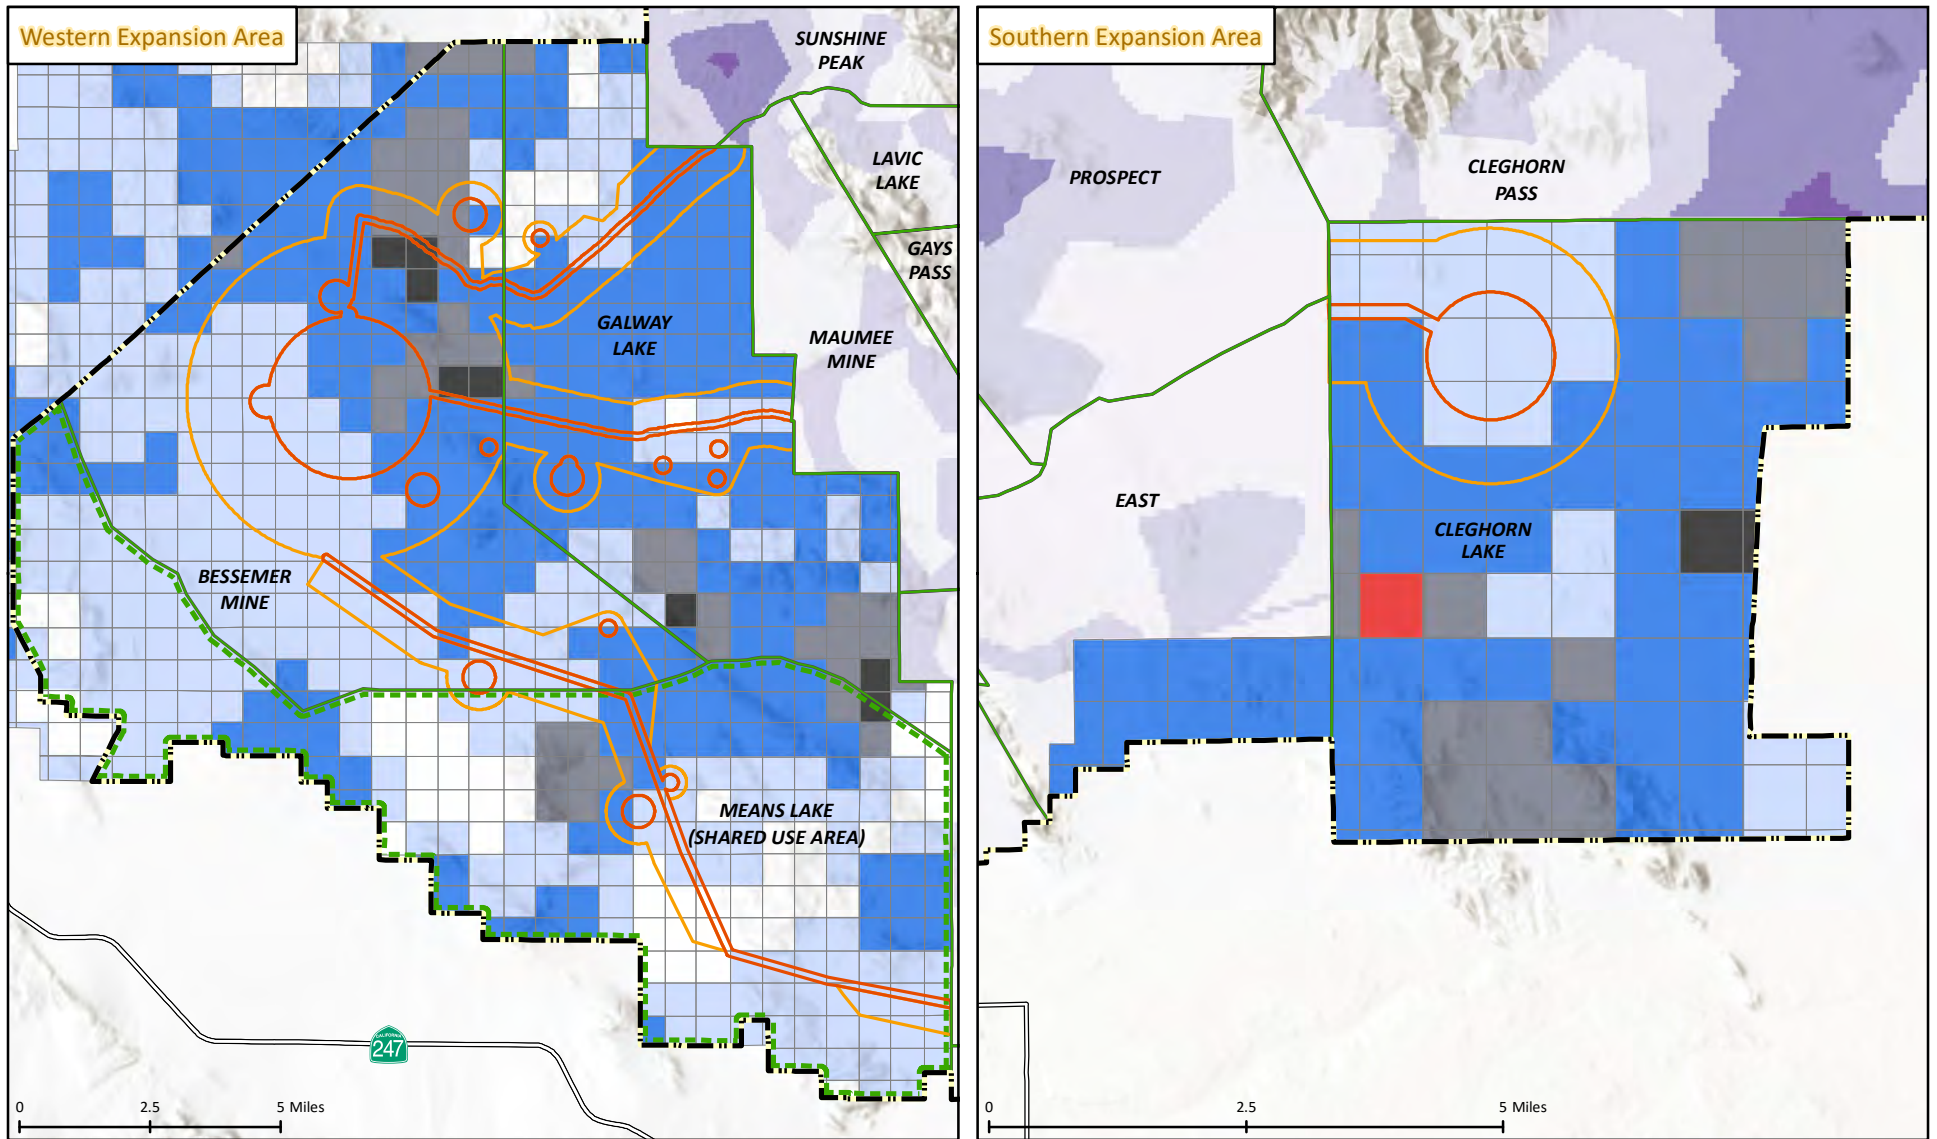 Western Expansion Area
SUNSHINE
PEAK
LAVIC
LAKE
GAYS
PASS
GALWAY
LAKE
MAUMEE
MINE
BESSEMER
MINE
MEANS LAKE
(SHARED USE AREA)
CALIFORNIA
247
0
2.5
5 Miles
Southern Expansion Area
PROSPECT
CLEGHORN
PASS
EAST
CLEGHORN
LAKE
0
2.5
5 Miles